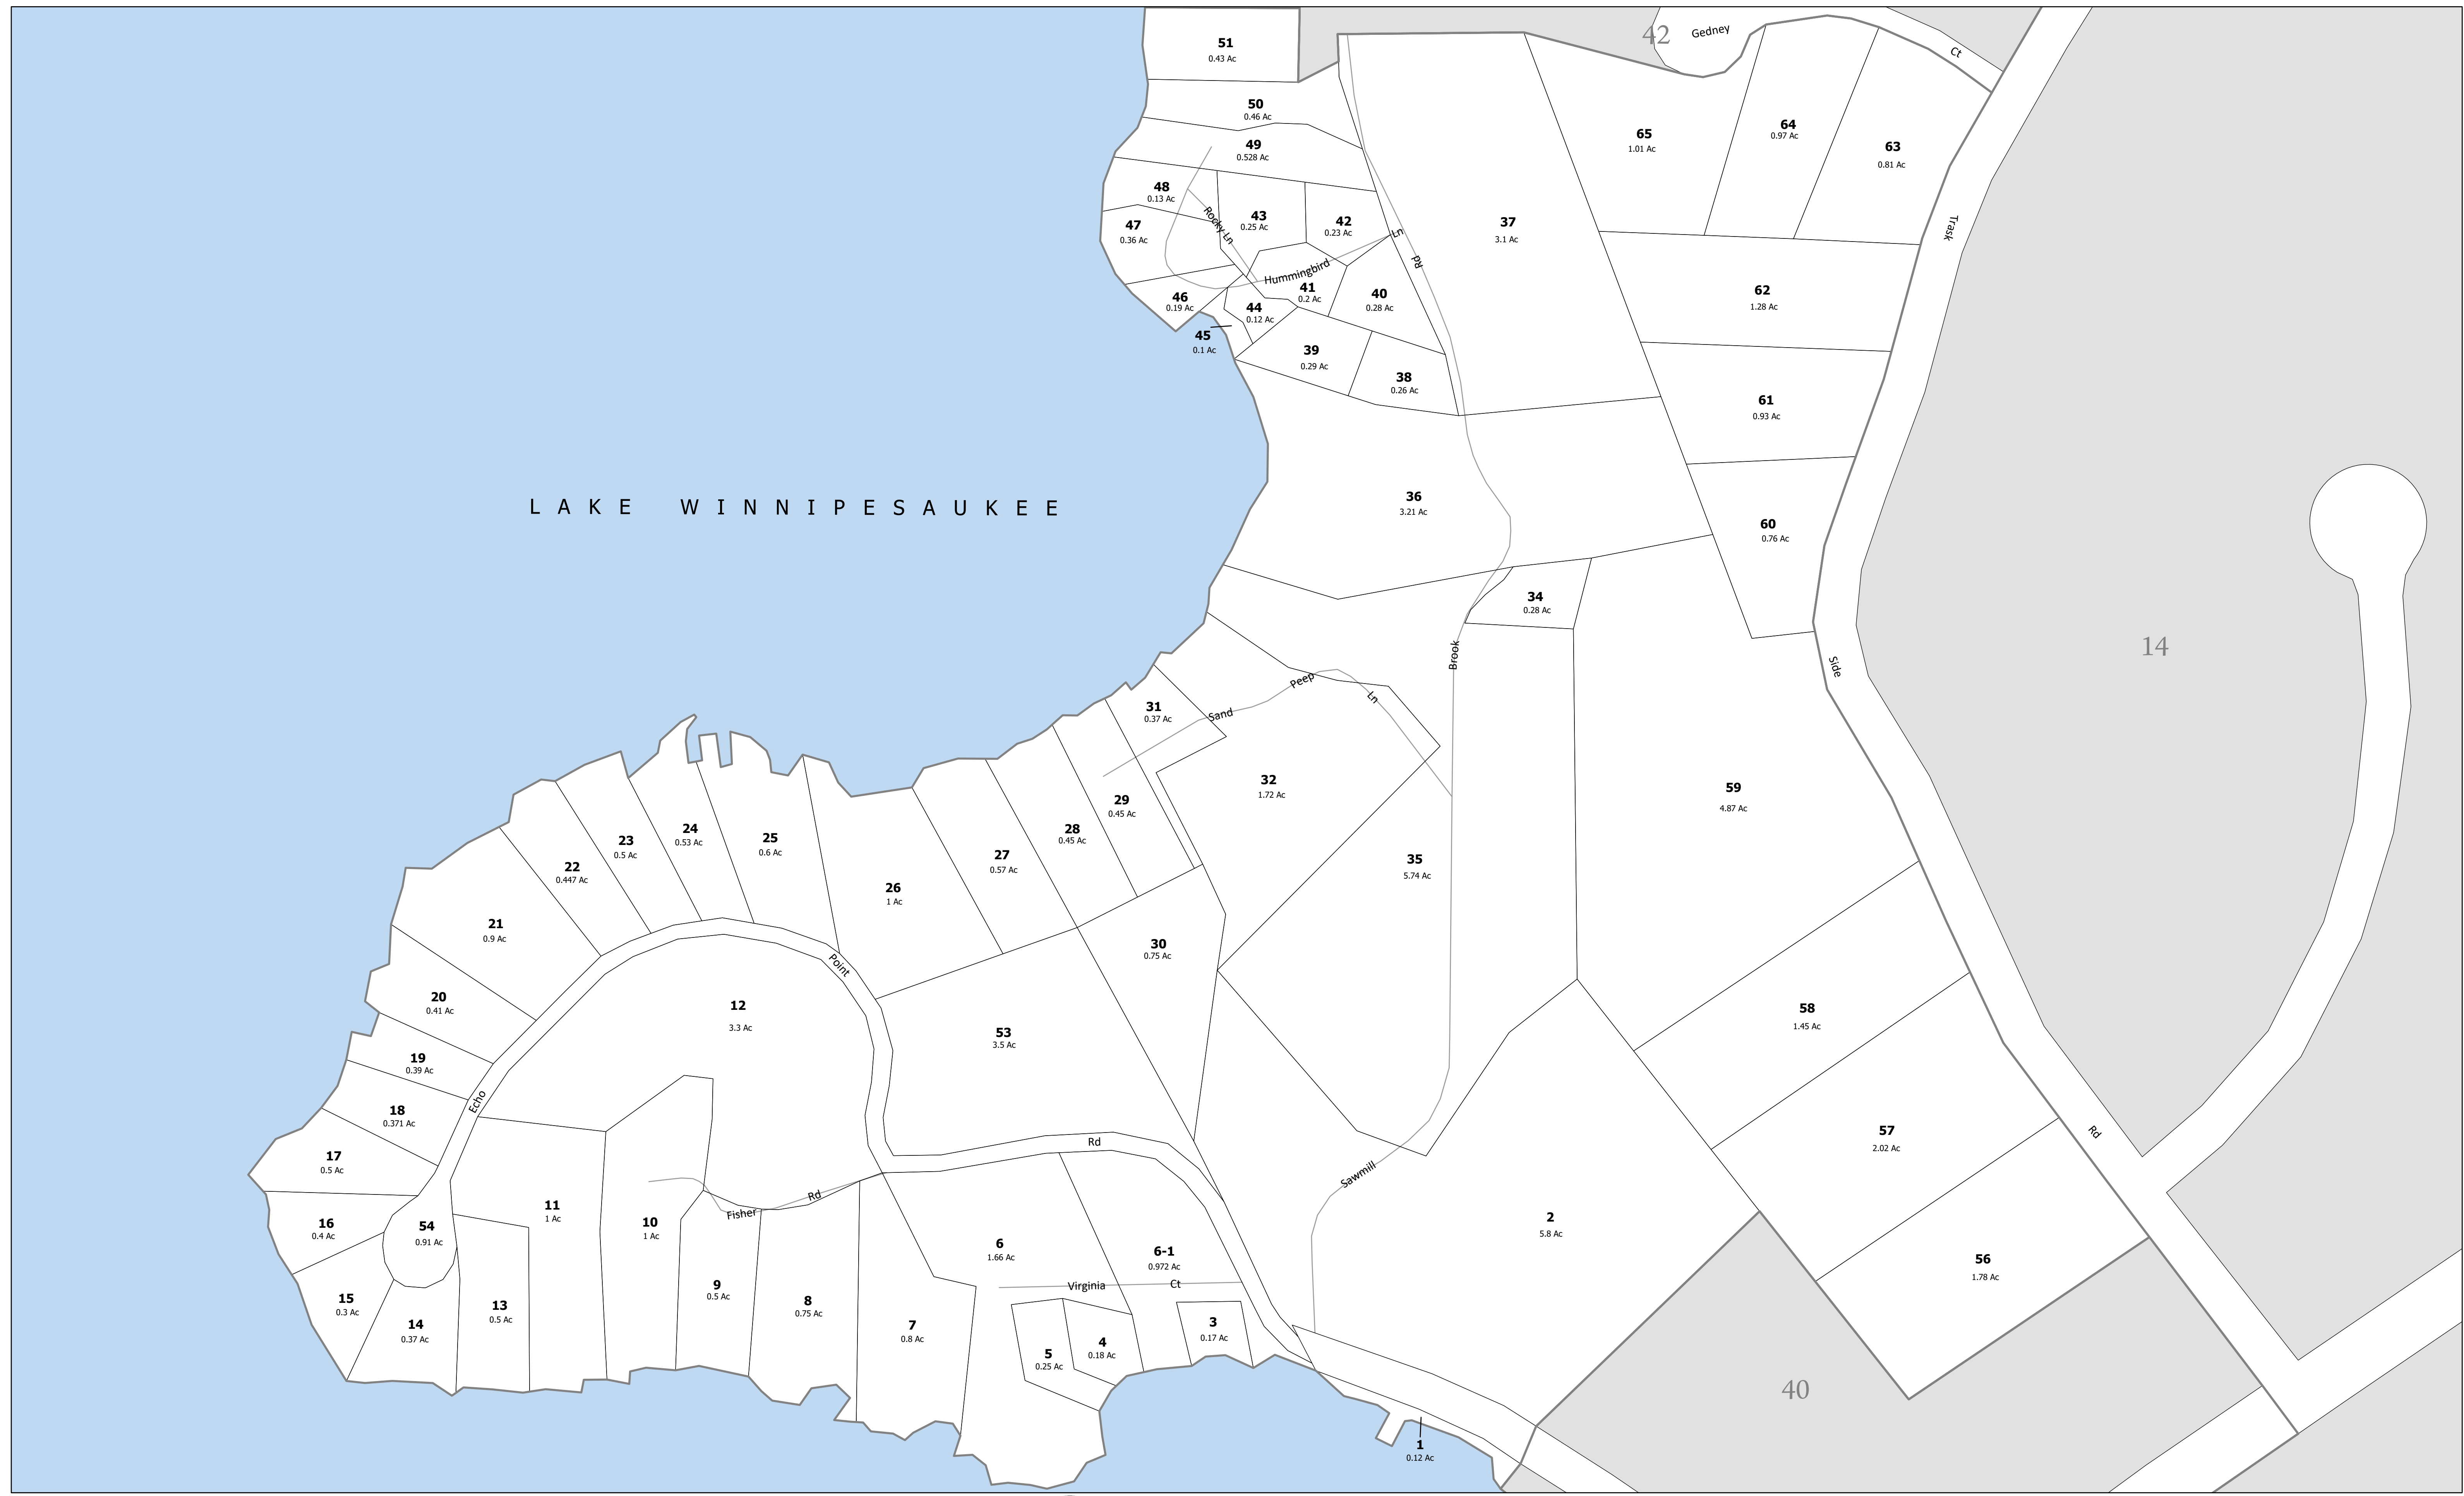 51
0.43 Ac
42
Gedney
Ct
50
0.46 Ac
49
0.528 Ac
65
1.01 Ac
64
0.97 Ac
63
0.81 Ac
48
0.13 Ac
47
0.36 Ac
Rocky Ln
43
0.25 Ac
42
0.23 Ac
Ln
Rd
37
3.1 Ac
Trask
Hummingbird
46
0.19 Ac
44
0.12 Ac
41
0.2 Ac
40
0.28 Ac
62
1.28 Ac
45
0.1 Ac
39
0.29 Ac
38
0.26 Ac
61
0.93 Ac
LAKE WINNIPESAUKEE
36
3.21 Ac
60
0.76 Ac
34
0.28 Ac
14
Brook
Side
Peep
Ln
Sand
31
0.37 Ac
32
1.72 Ac
59
4.87 Ac
29
0.45 Ac
28
0.45 Ac
27
0.57 Ac
25
0.6 Ac
24
0.53 Ac
23
0.5 Ac
22
0.447 Ac
26
1 Ac
35
5.74 Ac
21
0.9 Ac
30
0.75 Ac
Point
20
0.41 Ac
12
3.3 Ac
53
3.5 Ac
58
1.45 Ac
19
0.39 Ac
Echo
18
0.371 Ac
Rd
57
2.02 Ac
Rd
17
0.5 Ac
Sawmill
11
1 Ac
Rd
Fisher
16
0.4 Ac
54
0.91 Ac
10
1 Ac
6
1.66 Ac
6-1
0.972 Ac
2
5.8 Ac
56
1.78 Ac
15
0.3 Ac
14
0.37 Ac
13
0.5 Ac
9
0.5 Ac
8
0.75 Ac
7
0.8 Ac
Virginia
Ct
5
0.25 Ac
4
0.18 Ac
3
0.17 Ac
40
1
0.12 Ac